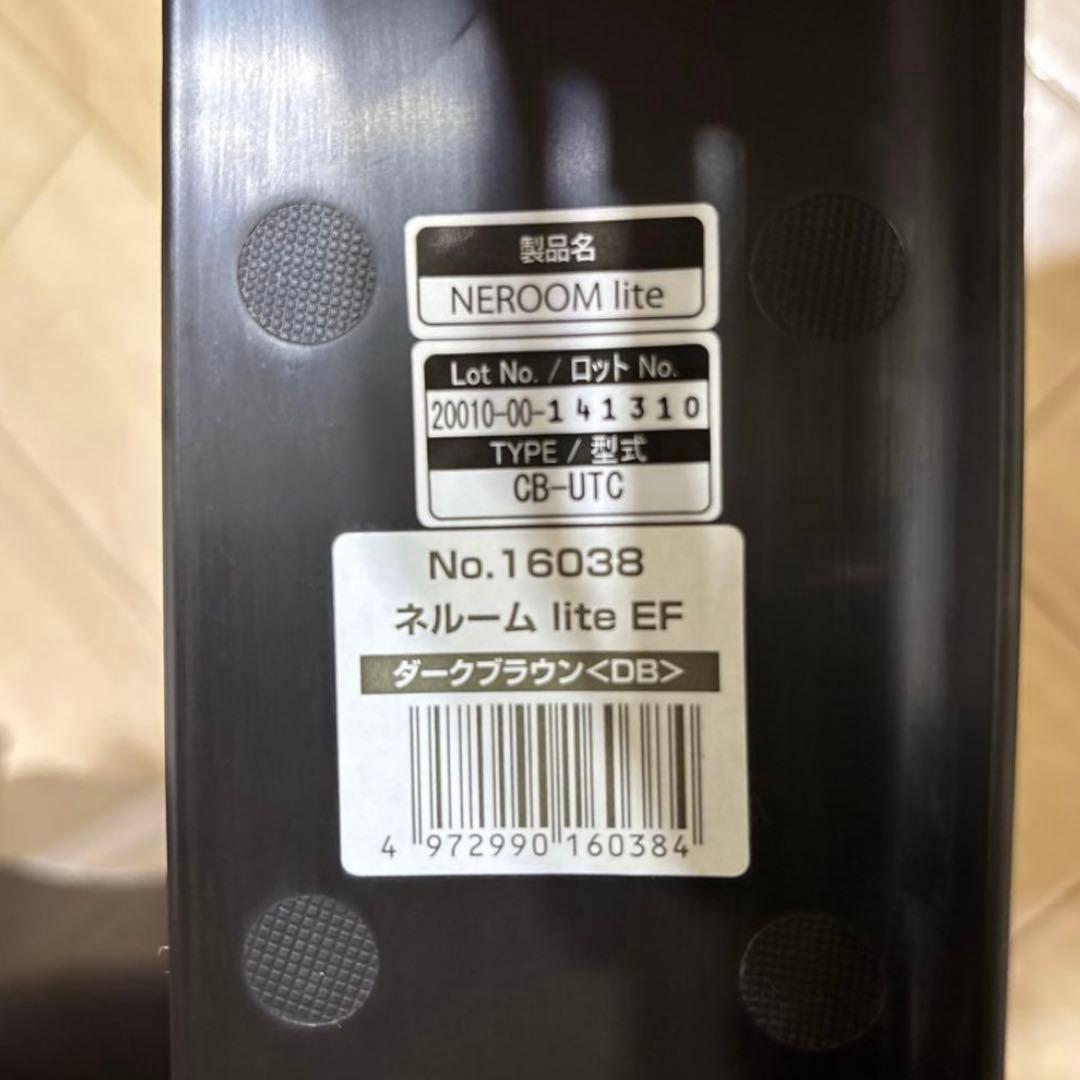 製品名
NEROOM lite
Lot No. / ロット No.
20010-00-141310
TYPE / 型式
CB-UTC
No.16038
ネルーム lite EF
ダークブラウン<DB>
4 972990 160384